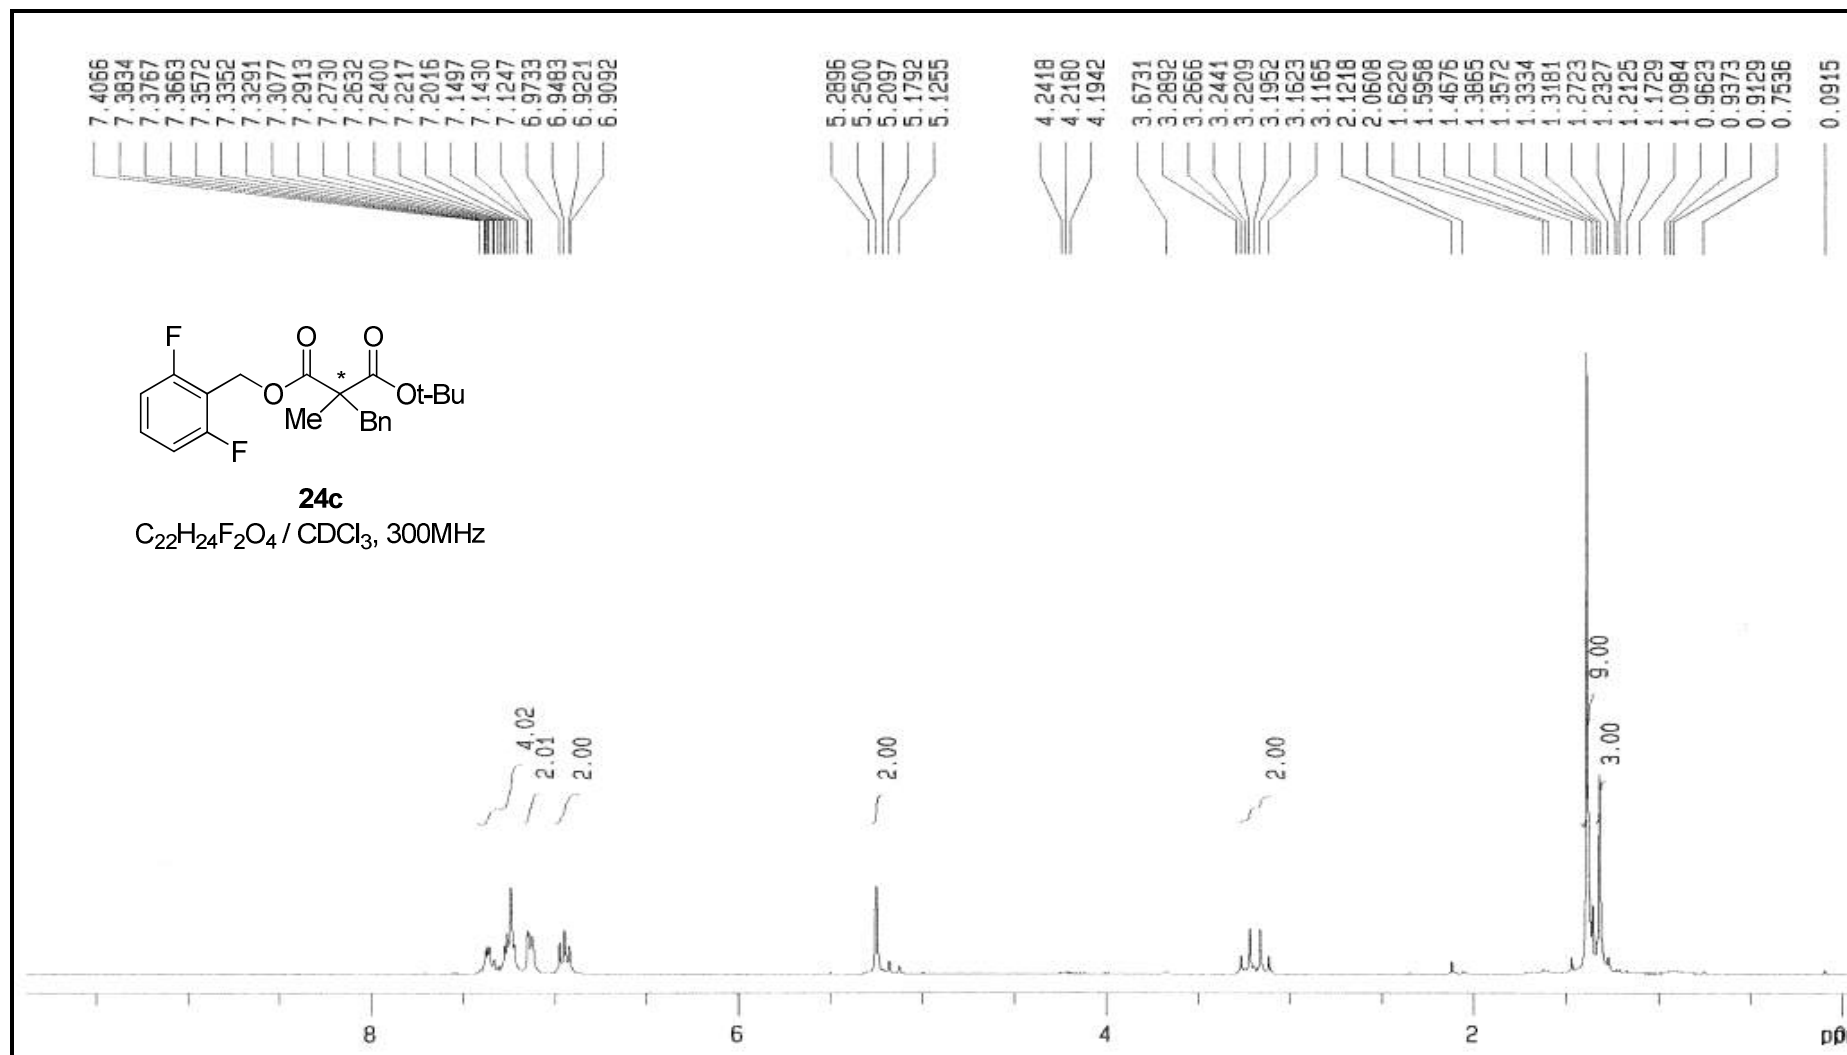 7.4066 7.3834 7.3767 7.3663 7.3572 7.3352 7.3291 7.3077 7.2913 7.2730 7.2632 7.2400 7.2217 7.2016 7.1497 7.1430 7.1247 6.9733 6.9483 6.9221 6.9092 5.2896 5.2500 5.2097 5.1792 5.1255 4.2418 4.2180 4.1942 3.6731 3.2892 3.2666 3.2441 3.2209 3.1952 3.1623 3.1165 2.1218 2.0608 1.6220 1.5958 1.4676 1.3865 1.3572 1.3334 1.3181 1.2723 1.2327 1.2125 1.1729 1.0984 0.9623 0.9373 0.9129 0.7536 0.0915
F O O
* O Ot-Bu
Me Bn
F
24c
C₂₂H₂₄F₂O₄ / CDCl₃, 300MHz
4.02 2.01 2.00 2.00 2.00 9.00 3.00
8 6 4 2